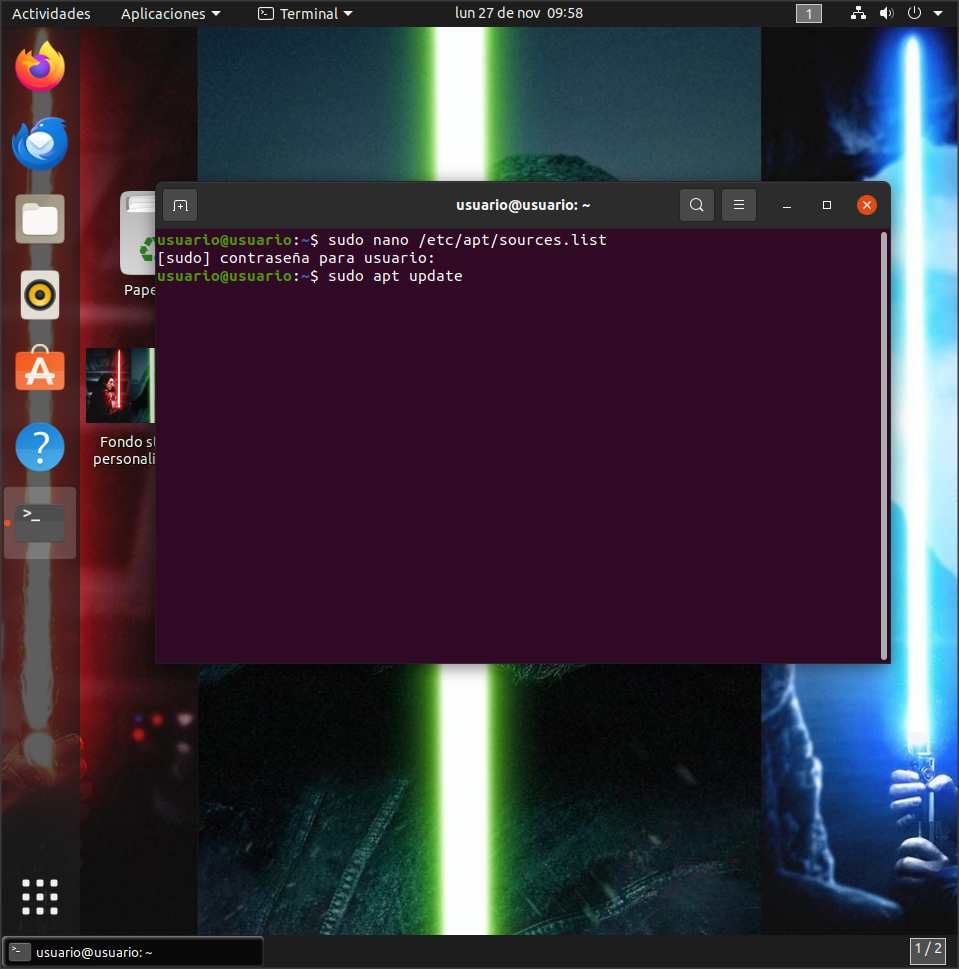 Actividades
Aplicaciones
Terminal
lun 27 de nov 09:58
1
usuario@usuario: ~
usuario@usuario:~$ sudo nano /etc/apt/sources.list
[sudo] contraseña para usuario:
usuario@usuario:~$ sudo apt update
Pape
Fondo s
personali
usuario@usuario: ~
1 / 2